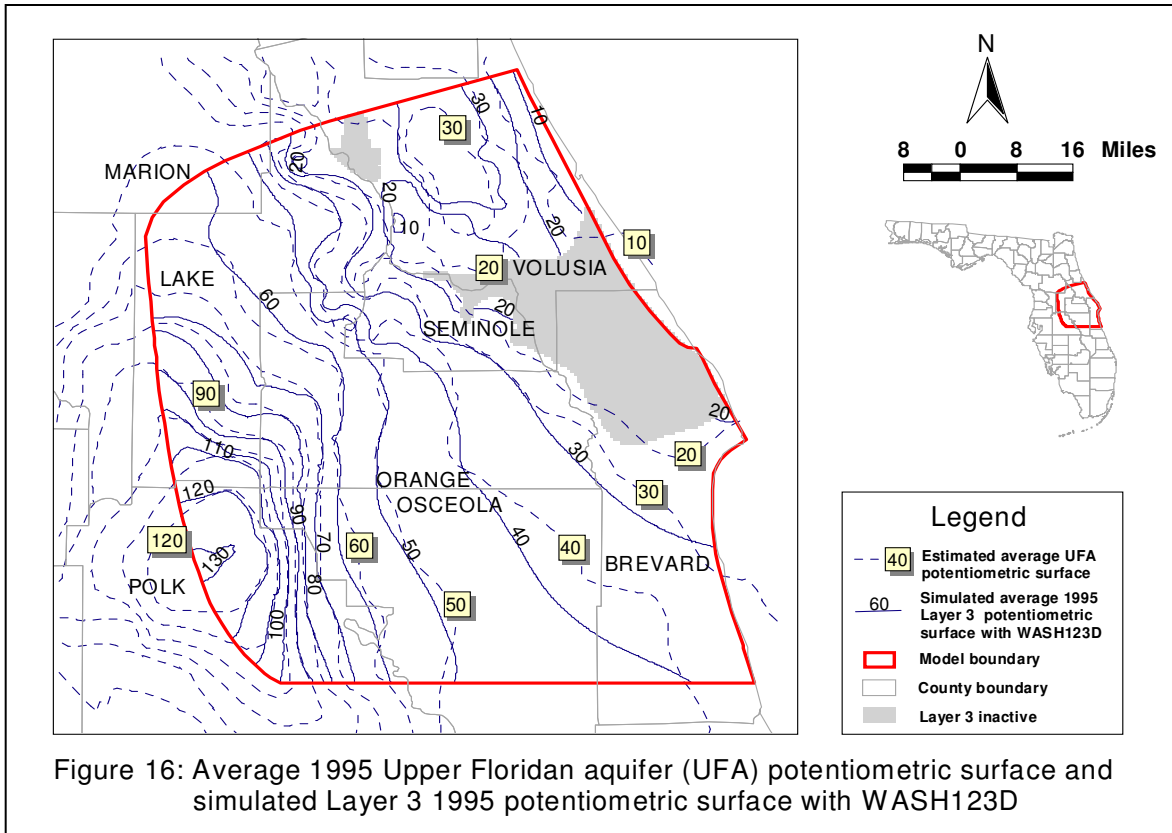 N
8 0 8 16 Miles
30
10
30
20
MARION
20
10
20
10
20
VOLUSIA
LAKE
60
20
SEMINOLE
90
20
110
30
20
ORANGE
120
OSCEOLA
30
90
70
60
50
40
40
120
130
BREVARD
POLK
80
50
100
Legend
40 Estimated average UFA
potentiometric surface
60 Simulated average 1995
Layer 3 potentiometric
surface with WASH123D
Model boundary
County boundary
Layer 3 inactive
Figure 16: Average 1995 Upper Floridan aquifer (UFA) potentiometric surface and
simulated Layer 3 1995 potentiometric surface with WASH123D